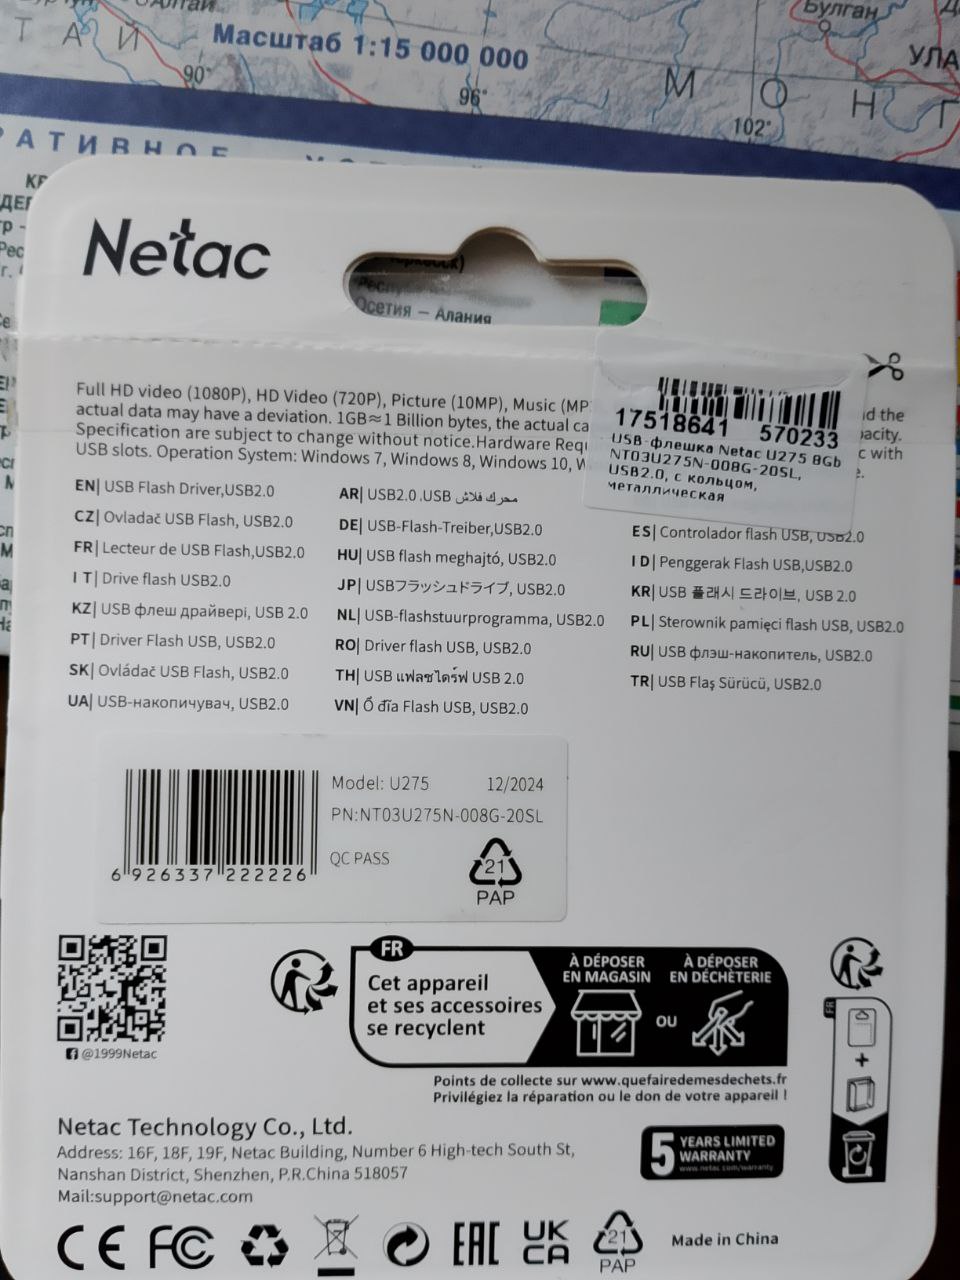 Алтай
Булган
Т А Й
Масштаб 1:15 000 000
УЛА
90°
96°
М О Н Г
102°
РАТИВНОЕ
Netac
Осетия – Алания
Full HD video (1080P), HD Video (720P), Picture (10MP), Music (MP
actual data may have a deviation. 1GB≈1 Billion bytes, the actual ca
Specification are subject to change without notice.Hardware Requ
USB slots. Operation System: Windows 7, Windows 8, Windows 10, W
d the
acity.
c with
e.
17518641 570233
USB-флешка Netac U275 8Gb
NT03U275N-008G-20SL,
USB2.0, с кольцом,
металлическая
EN| USB Flash Driver,USB2.0
CZ| Ovladač USB Flash, USB2.0
FR| Lecteur de USB Flash,USB2.0
IT| Drive flash USB2.0
KZ| USB флеш драйвері, USB 2.0
PT| Driver Flash USB, USB2.0
SK| Ovládač USB Flash, USB2.0
UA| USB-накопичувач, USB2.0
AR| USB2.0 .USB محرك فلاش
DE| USB-Flash-Treiber,USB2.0
HU| USB flash meghajtó, USB2.0
JP| USBフラッシュドライブ, USB2.0
NL| USB-flashstuurprogramma, USB2.0
RO| Driver flash USB, USB2.0
TH| USB แฟลชไดร์ฟ USB 2.0
VN| Ổ đĩa Flash USB, USB2.0
ES| Controlador flash USB, USB2.0
ID| Penggerak Flash USB,USB2.0
KR| USB 플래시 드라이브, USB 2.0
PL| Sterownik pamięci flash USB, USB2.0
RU| USB флэш-накопитель, USB2.0
TR| USB Flaş Sürücü, USB2.0
Model: U275 12/2024
PN:NT03U275N-008G-20SL
QC PASS
21
PAP
6 926337 222226
@1999Netac
FR
Cet appareil
et ses accessoires
se recyclent
À DÉPOSER
EN MAGASIN
OU
À DÉPOSER
EN DÉCHÈTERIE
Points de collecte sur www.quefairedemesdechets.fr
Privilégiez la réparation ou le don de votre appareil !
FR
+
Netac Technology Co., Ltd.
Address: 16F, 18F, 19F, Netac Building, Number 6 High-tech South St,
Nanshan District, Shenzhen, P.R.China 518057
Mail:support@netac.com
5 YEARS LIMITED
WARRANTY
www.netac.com/warranty
CE FC EAC UK
CA
21
PAP
Made in China